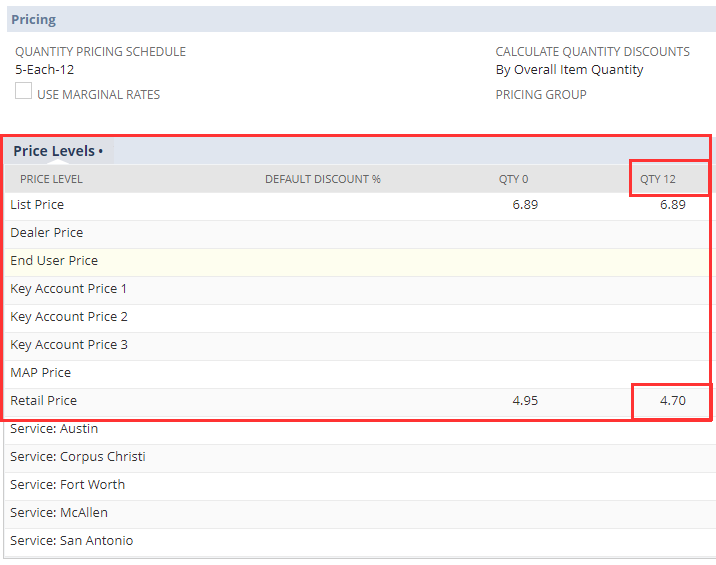 Pricing
QUANTITY PRICING SCHEDULE CALCULATE QUANTITY DISCOUNTS
5-Each-12 By Overall Item Quantity
USE MARGINAL RATES PRICING GROUP
Price Levels •
PRICE LEVEL DEFAULT DISCOUNT % QTY 0 QTY 12
List Price 6.89 6.89
Dealer Price
End User Price
Key Account Price 1
Key Account Price 2
Key Account Price 3
MAP Price
Retail Price 4.95 4.70
Service: Austin
Service: Corpus Christi
Service: Fort Worth
Service: McAllen
Service: San Antonio